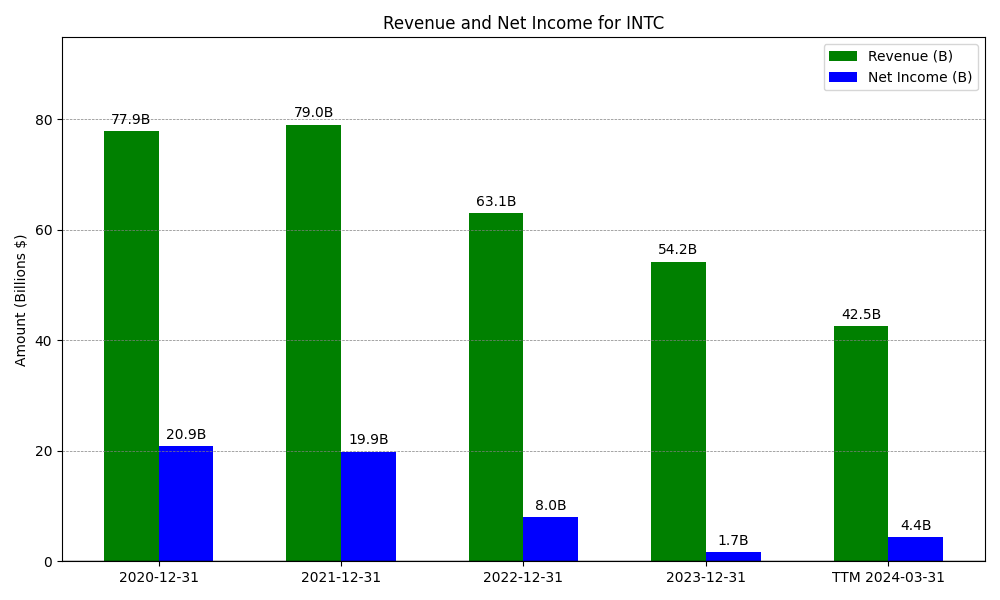 Revenue and Net Income for INTC
Revenue (B)
Net Income (B)
Amount (Billions $)
80
60
40
20
0
77.9B
20.9B
79.0B
19.9B
63.1B
8.0B
54.2B
1.7B
42.5B
4.4B
2020-12-31
2021-12-31
2022-12-31
2023-12-31
TTM 2024-03-31